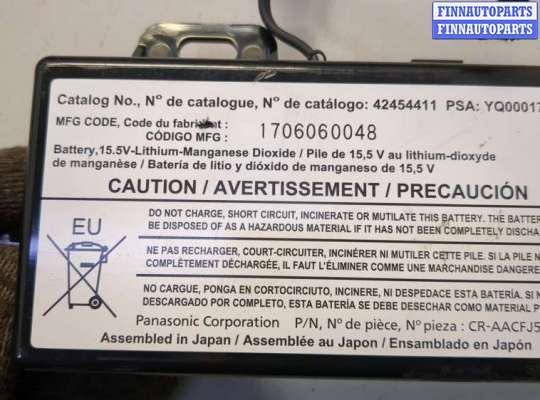 FINNAUTOPARTS
FINNAUTOPARTS
Catalog No., Nº de catalogue, Nº de catálogo: 42454411 PSA: YQ00017
MFG CODE, Code du fabricant :
CÓDIGO MFG : 1706060048
Battery,15.5V-Lithium-Manganese Dioxide / Pile de 15,5 V au lithium-dioxyde
de manganèse / Batería de litio y dióxido de manganeso de 15,5 V
CAUTION / AVERTISSEMENT / PRECAUCIÓN
EU
DO NOT CHARGE, SHORT CIRCUIT, INCINERATE OR MUTILATE THIS BATTERY. THE BATTER
BE DISPOSED OF AS A HAZARDOUS MATERIAL IF IT HAS NOT BEEN COMPLETELY DISCHA
NE PAS RECHARGER, COURT-CIRCUITER, INCINÉRER NI MUTILER CETTE PILE. SI LA PILE N
COMPLÈTEMENT DÉCHARGÉE, IL FAUT L'ÉLIMINER COMME UNE MARCHANDISE DANGERE
NO CARGUE, PONGA EN CORTOCIRCIUTO, INCINERE, NI DESPEDACE ESTA BATERÍA. SI N
DESCARGADO POR COMPLETO, ESTA BATERÍA SE DEBE DESECHAR COMO MATERIAL P
Panasonic Corporation P/N, Nº de pièce, Nº pieza : CR-AACFJ5
Assembled in Japan / Assemblée au Japon / Ensamblado en Japón